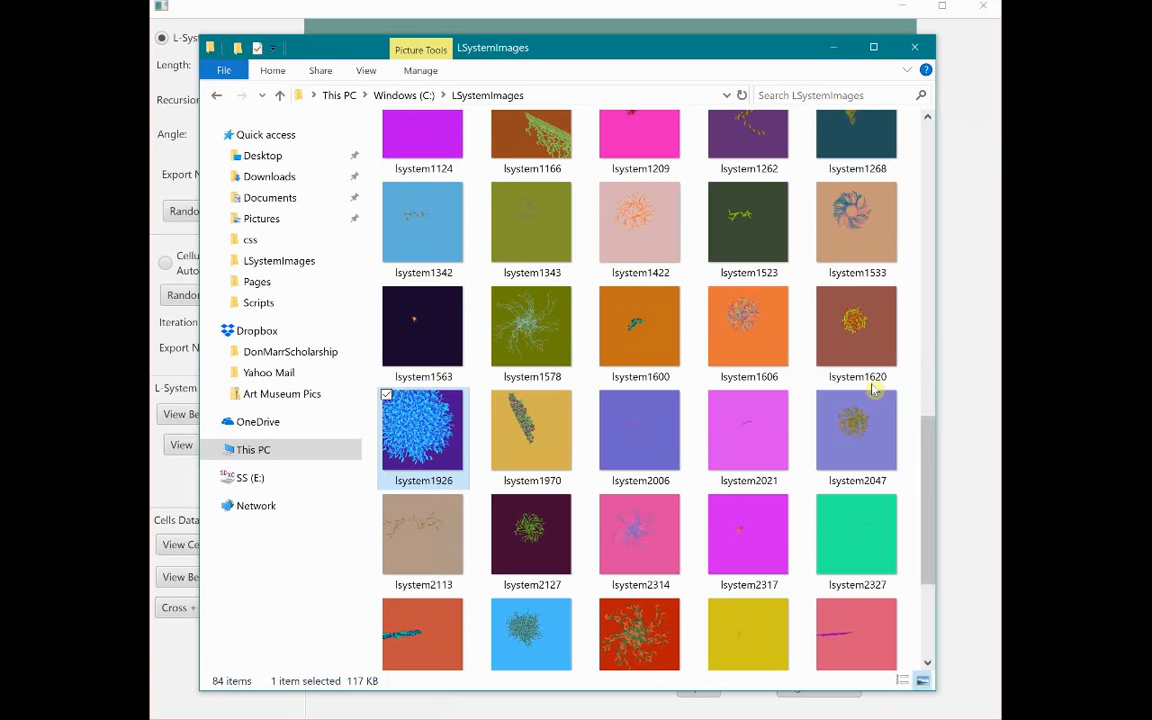 L-Sys
Length:
Recursion
Angle:
Export N
Rando
Cellu
Auto
Rando
Iteration
Export N
L-System
View Be
View
Cells Data
View Ce
View Be
Cross +
Picture Tools
LSystemImages
File
Home
Share
View
Manage
This PC
Windows (C:)
LSystemImages
Search LSystemImages
Quick access
Desktop
Downloads
Documents
Pictures
css
LSystemImages
Pages
Scripts
Dropbox
DonMarrScholarship
Yahoo Mail
Art Museum Pics
OneDrive
This PC
SS (E:)
Network
lsystem1124 lsystem1166 lsystem1209 lsystem1262 lsystem1268
lsystem1342 lsystem1343 lsystem1422 lsystem1523 lsystem1533
lsystem1563 lsystem1578 lsystem1600 lsystem1606 lsystem1620
lsystem1926 lsystem1970 lsystem2006 lsystem2021 lsystem2047
lsystem2113 lsystem2127 lsystem2314 lsystem2317 lsystem2327
84 items 1 item selected 117 KB